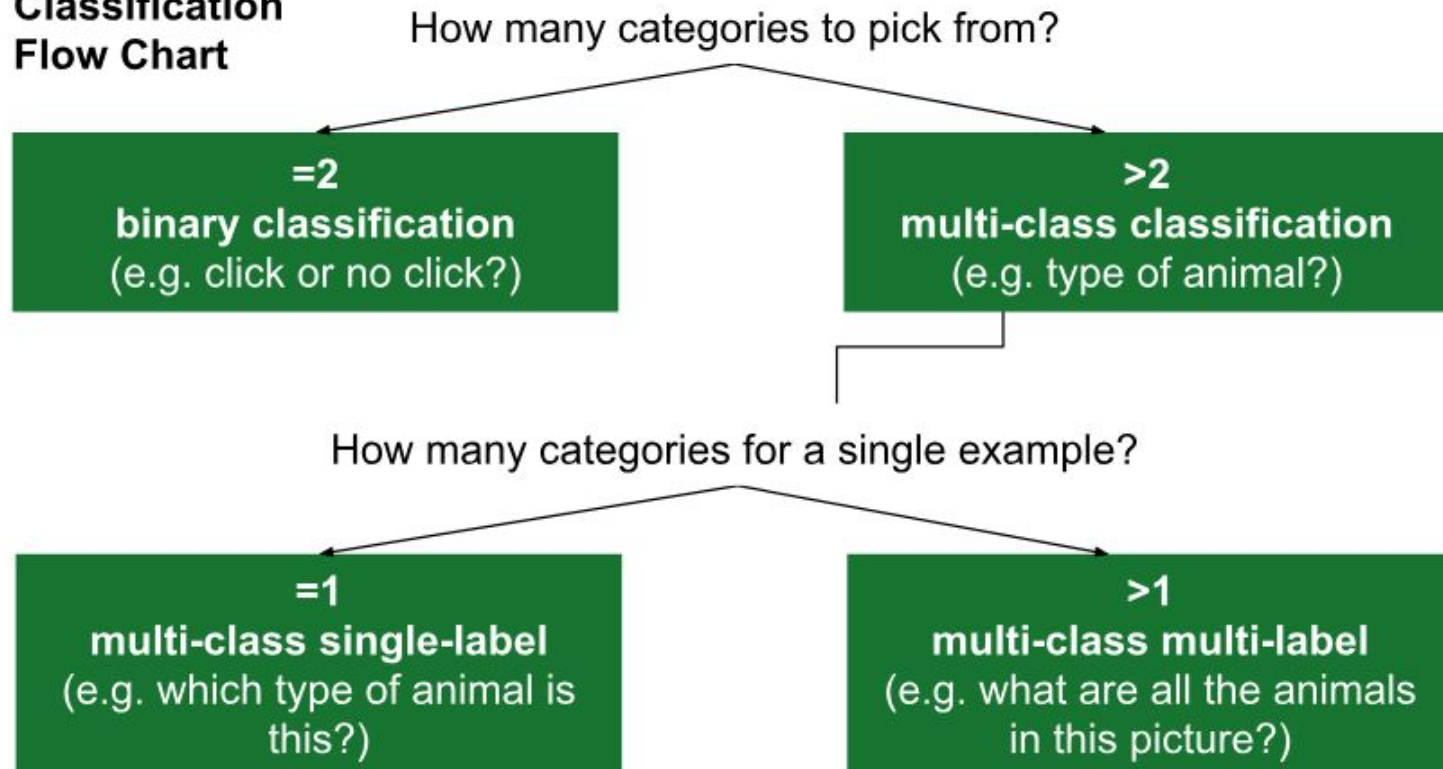 Classification
Flow Chart
How many categories to pick from?
=2
binary classification
(e.g. click or no click?)
>2
multi-class classification
(e.g. type of animal?)
How many categories for a single example?
=1
multi-class single-label
(e.g. which type of animal is
this?)
>1
multi-class multi-label
(e.g. what are all the animals
in this picture?)